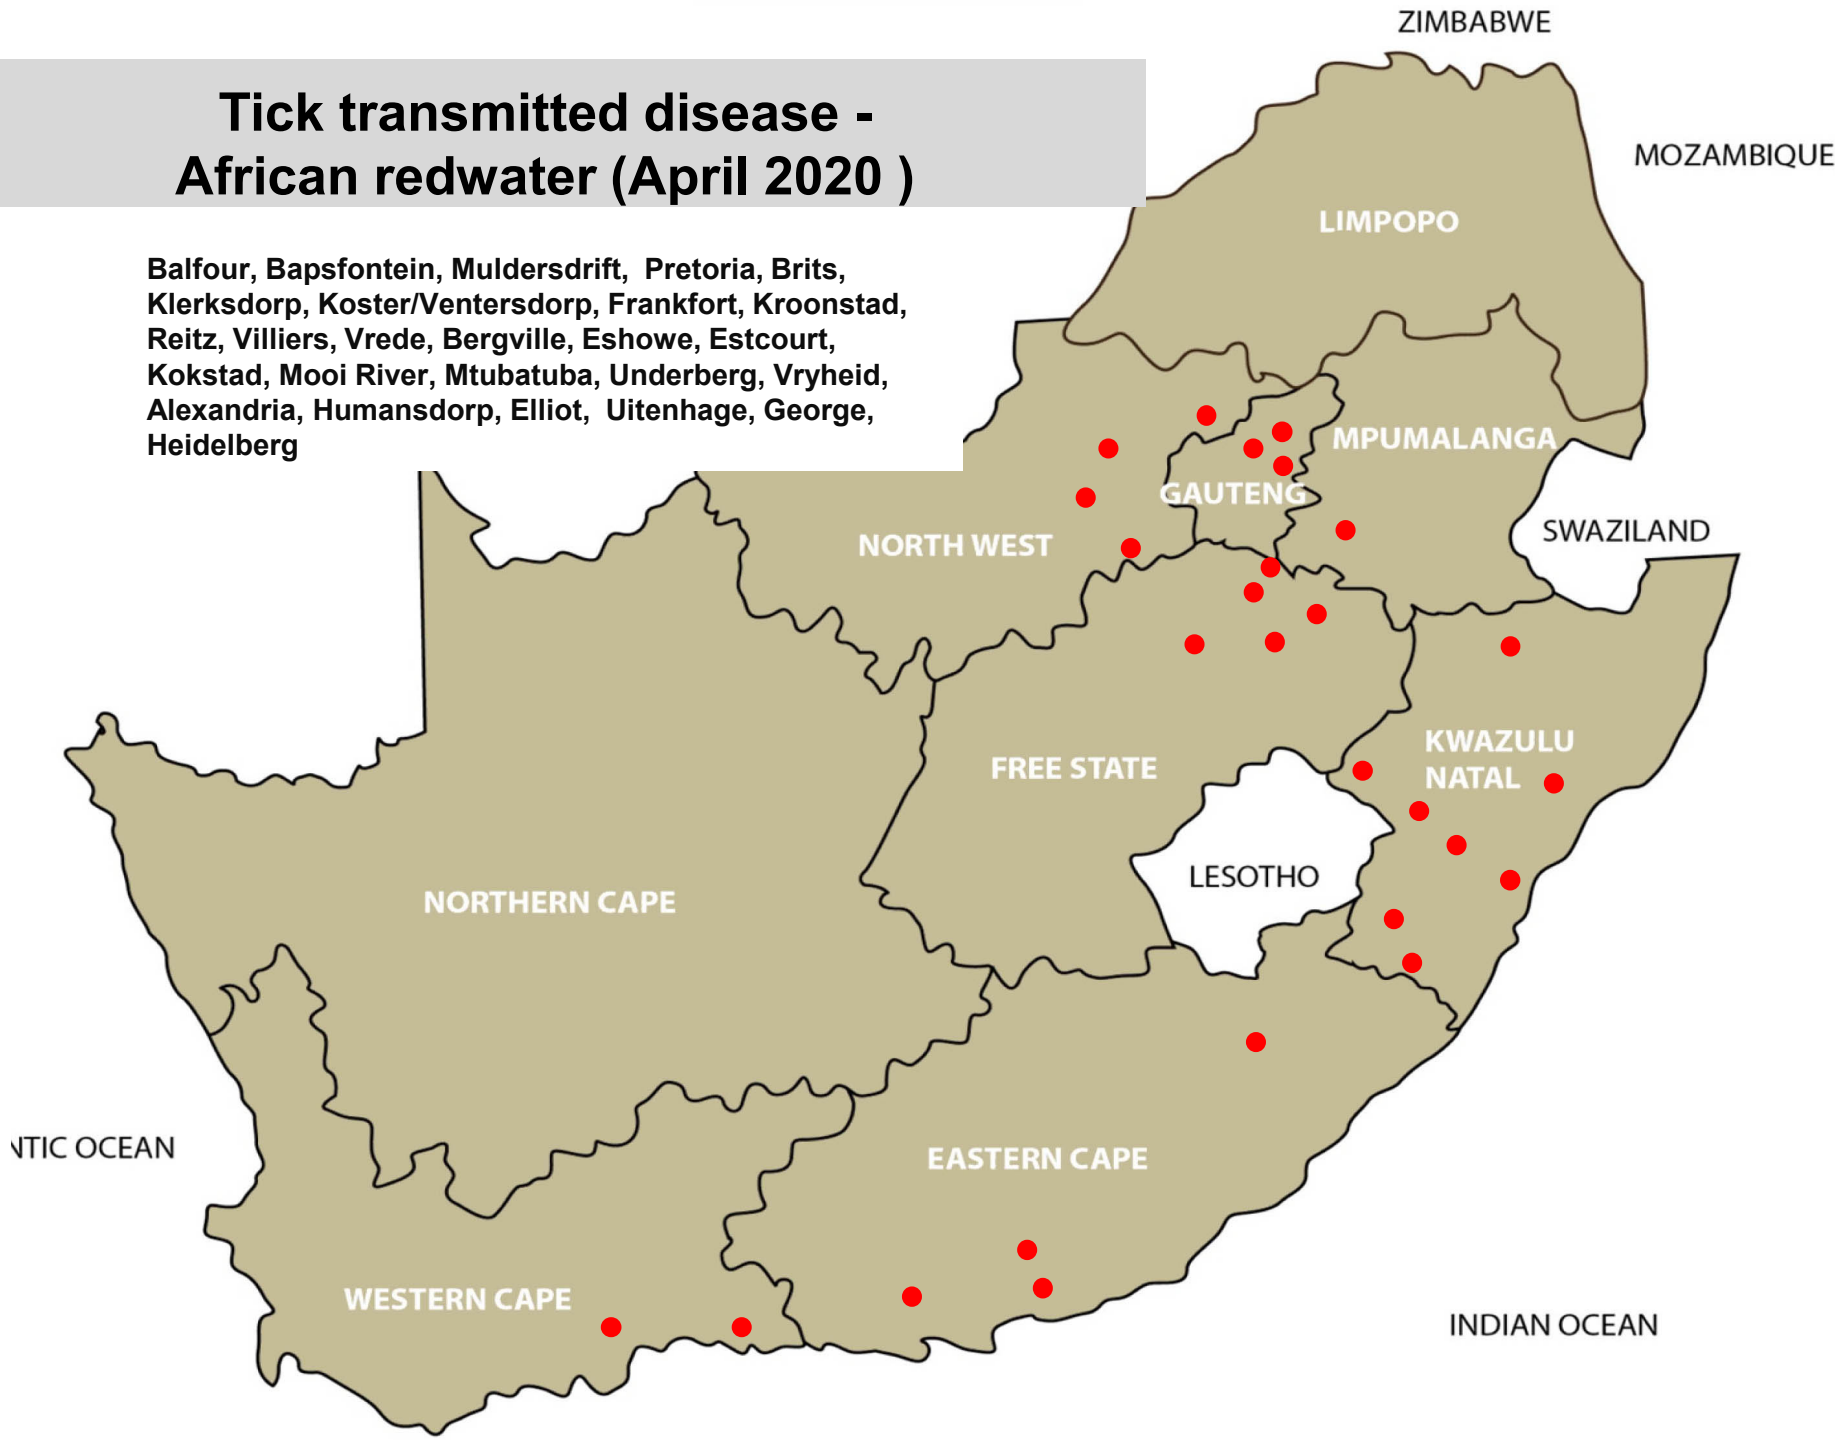 ZIMBABWE
Tick transmitted disease -
African redwater (April 2020 )
MOZAMBIQUE
LIMPOPO
Balfour, Bapsfontein, Muldersdrift, Pretoria, Brits,
Klerksdorp, Koster/Ventersdorp, Frankfort, Kroonstad,
Reitz, Villiers, Vrede, Bergville, Eshowe, Estcourt,
Kokstad, Mooi River, Mtubatuba, Underberg, Vryheid,
Alexandria, Humansdorp, Elliot, Uitenhage, George,
Heidelberg
MPUMALANGA
GAUTENG
SWAZILAND
NORTH WEST
KWAZULU
NATAL
FREE STATE
LESOTHO
NORTHERN CAPE
NTIC OCEAN
EASTERN CAPE
WESTERN CAPE
INDIAN OCEAN